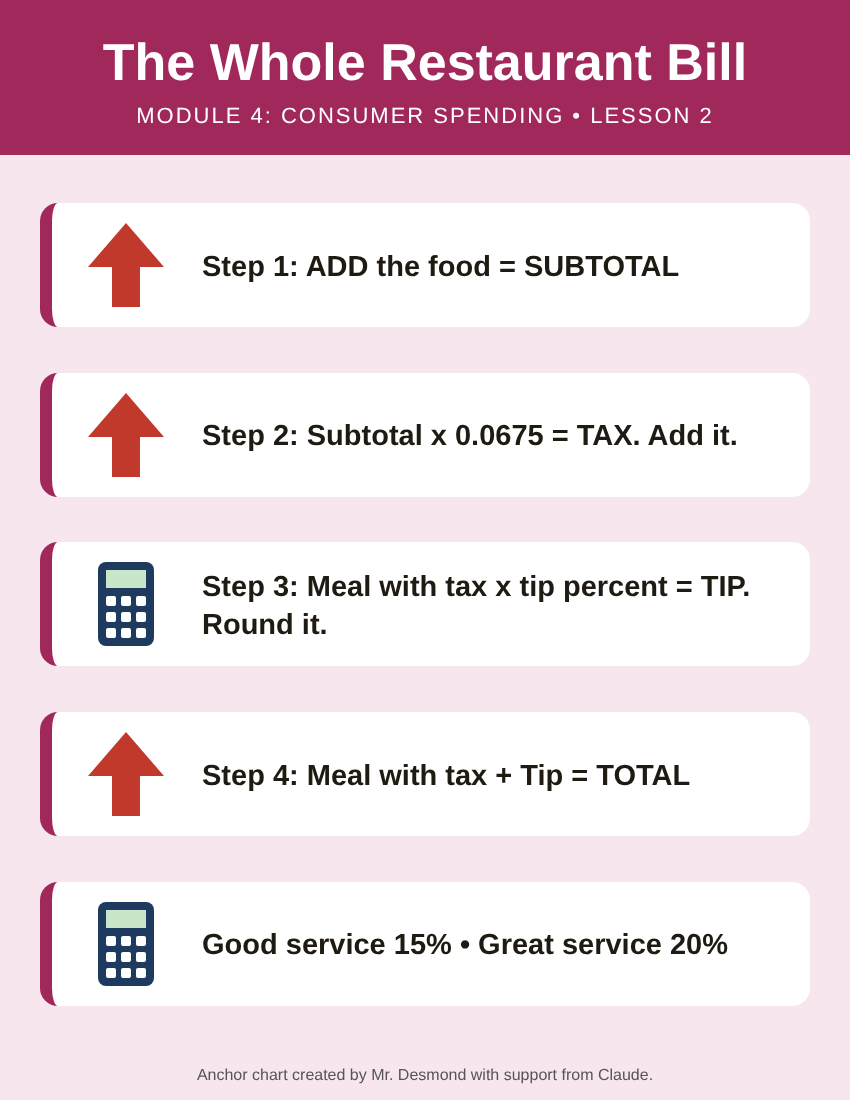 The Whole Restaurant Bill
MODULE 4: CONSUMER SPENDING • LESSON 2
Step 1: ADD the food = SUBTOTAL
Step 2: Subtotal x 0.0675 = TAX. Add it.
Step 3: Meal with tax x tip percent = TIP.
Round it.
Step 4: Meal with tax + Tip = TOTAL
Good service 15% • Great service 20%
Anchor chart created by Mr. Desmond with support from Claude.